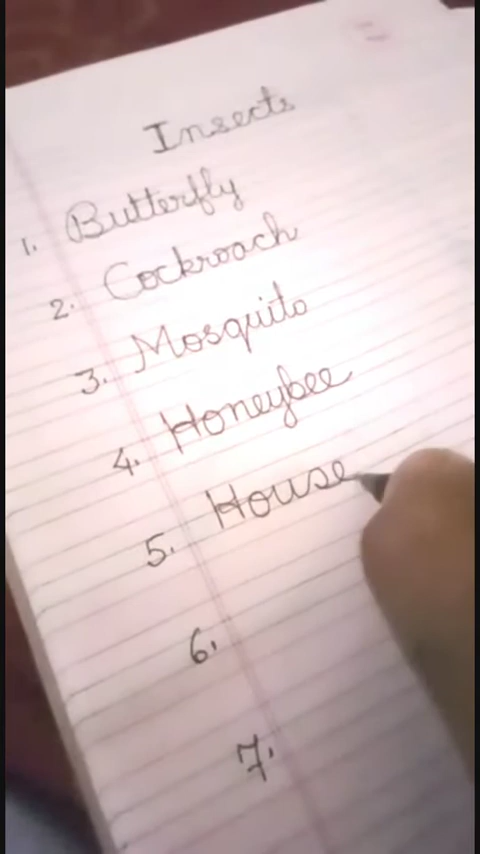 Insects
1. Butterfly
2. Cockroach
3. Mosquito
4. Honeybee
5. House
6.
7.